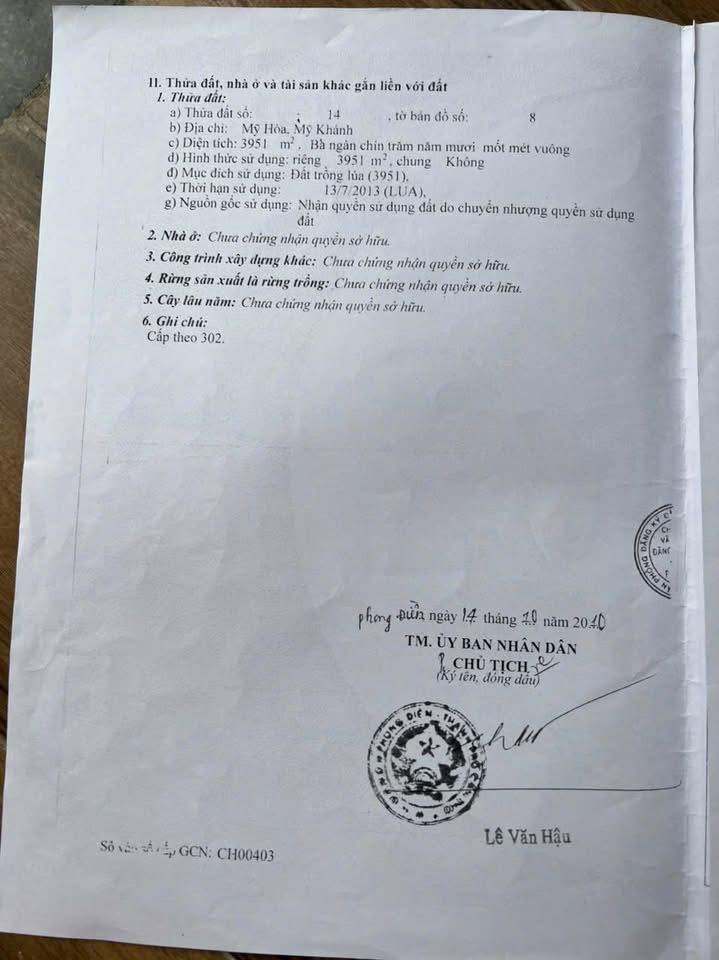 II. Thửa đất, nhà ở và tài sản khác gắn liền với đất
1. Thửa đất:
a) Thửa đất số: 14 , tờ bản đồ số: 8
b) Địa chỉ: Mỹ Hòa, Mỹ Khánh
c) Diện tích: 3951 m², Bà ngàn chín trăm năm mươi mốt mét vuông
d) Hình thức sử dụng: riêng 3951 m², chung Không
đ) Mục đích sử dụng: Đất trồng lúa (3951),
e) Thời hạn sử dụng: 13/7/2013 (LUA),
g) Nguồn gốc sử dụng: Nhận quyền sử dụng đất do chuyển nhượng quyền sử dụng
đất
2. Nhà ở: Chưa chứng nhận quyền sở hữu.
3. Công trình xây dựng khác: Chưa chứng nhận quyền sở hữu.
4. Rừng sản xuất là rừng trồng: Chưa chứng nhận quyền sở hữu.
5. Cây lâu năm: Chưa chứng nhận quyền sở hữu.
6. Ghi chú:
Cấp theo 302.
phong Điền ngày 14 tháng 10 năm 2010
TM. ỦY BAN NHÂN DÂN
CHỦ TỊCH
(Ký tên, đóng dấu)
Lê Văn Hậu
Số GCN: CH00403